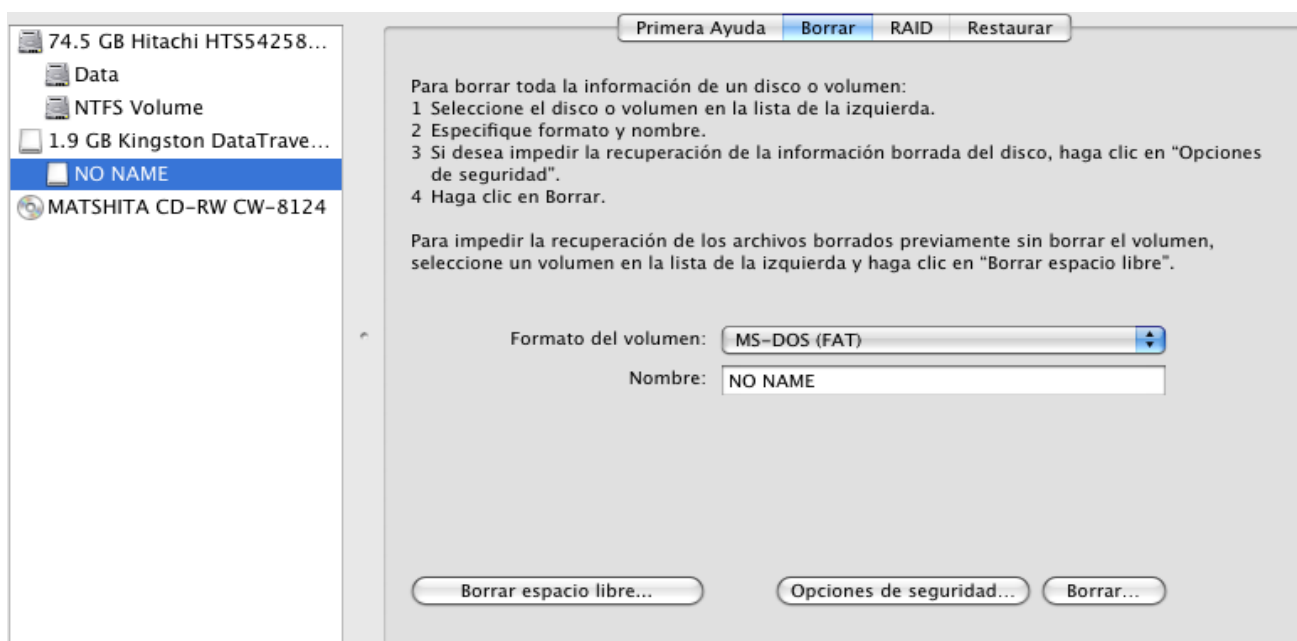 74.5 GB Hitachi HTS54258...
Data
NTFS Volume
1.9 GB Kingston DataTrave...
NO NAME
MATSHITA CD-RW CW-8124
Primera Ayuda Borrar RAID Restaurar
Para borrar toda la información de un disco o volumen:
1 Seleccione el disco o volumen en la lista de la izquierda.
2 Especifique formato y nombre.
3 Si desea impedir la recuperación de la información borrada del disco, haga clic en “Opciones
de seguridad”.
4 Haga clic en Borrar.
Para impedir la recuperación de los archivos borrados previamente sin borrar el volumen,
seleccione un volumen en la lista de la izquierda y haga clic en “Borrar espacio libre”.
Formato del volumen: MS-DOS (FAT)
Nombre: NO NAME
Borrar espacio libre... Opciones de seguridad... Borrar...